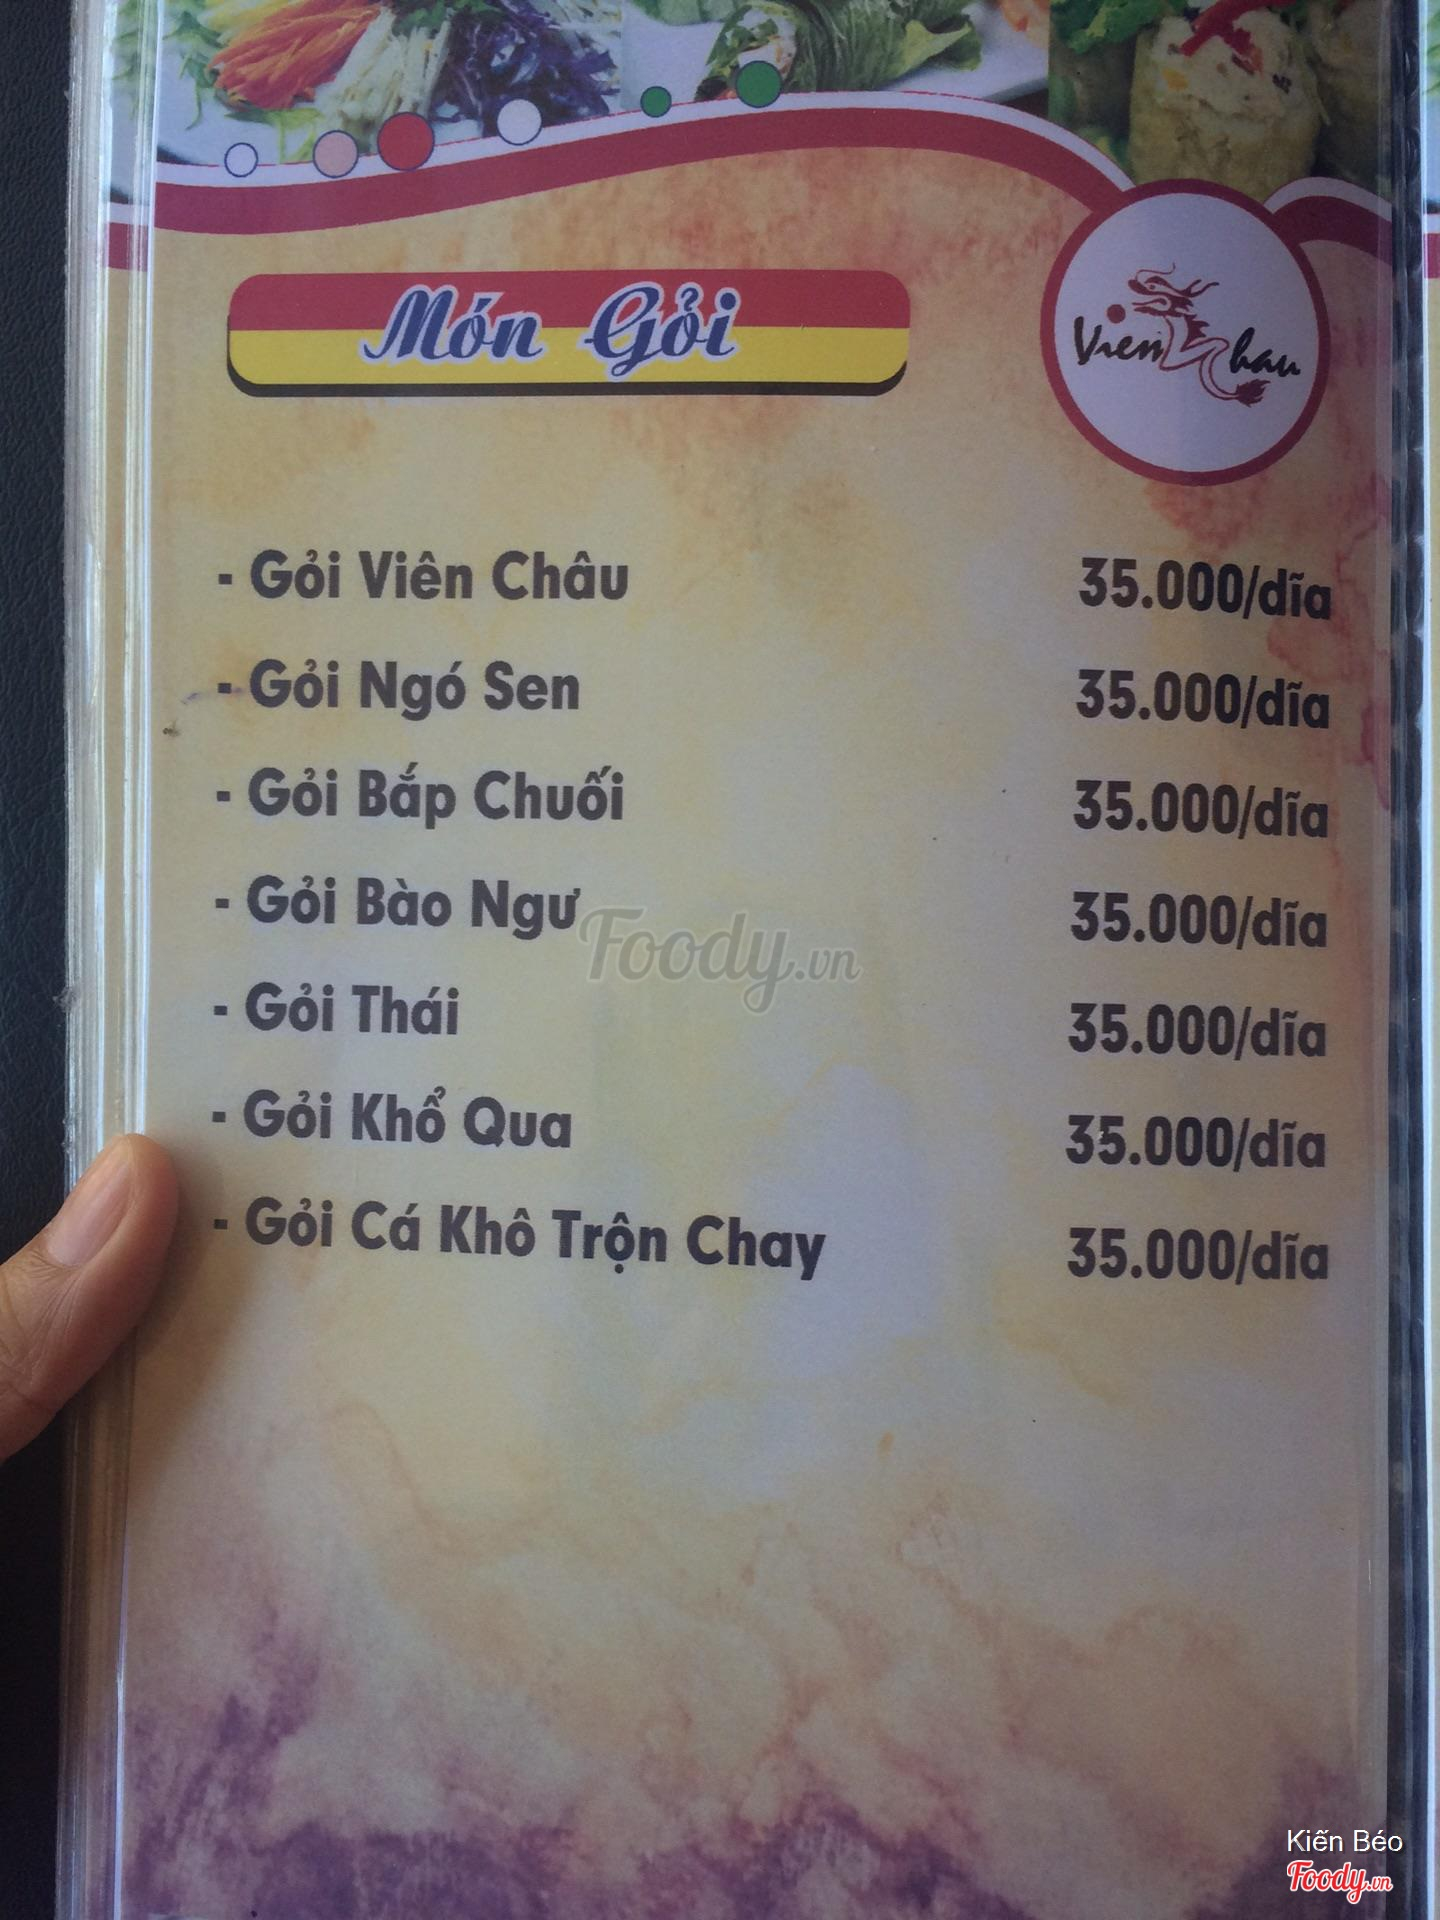 Món Gỏi
Vien Chau
- Gỏi Viên Châu 35.000/dĩa
- Gỏi Ngó Sen 35.000/dĩa
- Gỏi Bắp Chuối 35.000/dĩa
- Gỏi Bào Ngư 35.000/dĩa
Foody.vn
- Gỏi Thái 35.000/dĩa
- Gỏi Khổ Qua 35.000/dĩa
- Gỏi Cá Khô Trộn Chay 35.000/dĩa
Kiến Béo
Foody.vn